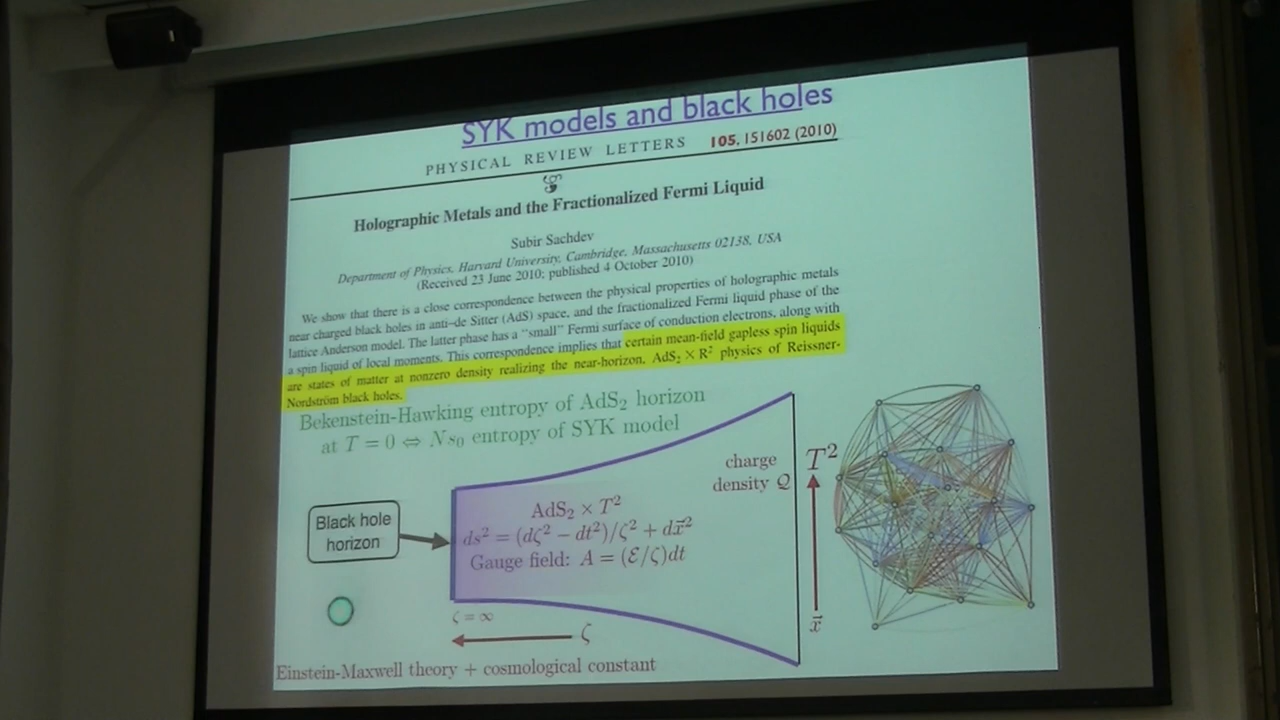 SYK models and black holes
PHYSICAL REVIEW LETTERS 105, 151602 (2010)
Holographic Metals and the Fractionalized Fermi Liquid
Subir Sachdev
Department of Physics, Harvard University, Cambridge, Massachusetts 02138, USA
(Received 23 June 2010; published 4 October 2010)
We show that there is a close correspondence between the physical properties of holographic metals
near charged black holes in anti-de Sitter (AdS) space, and the fractionalized Fermi liquid phase of the
lattice Anderson model. The latter phase has a "small" Fermi surface of conduction electrons, along with
a spin liquid of local moments. This correspondence implies that certain mean-field gapless spin liquids
are states of matter at nonzero density realizing the near-horizon, AdS₂ × R² physics of Reissner-
Nordström black holes.
Bekenstein-Hawking entropy of AdS₂ horizon
at T = 0 ⇔ Ns₀ entropy of SYK model
charge
density Q
T²
AdS₂ × T²
ds² = (dζ² − dt²)/ζ² + dx⃗²
Gauge field: A = (ℰ/ζ)dt
Black hole
horizon
ζ = ∞
ζ
x⃗
Einstein-Maxwell theory + cosmological constant